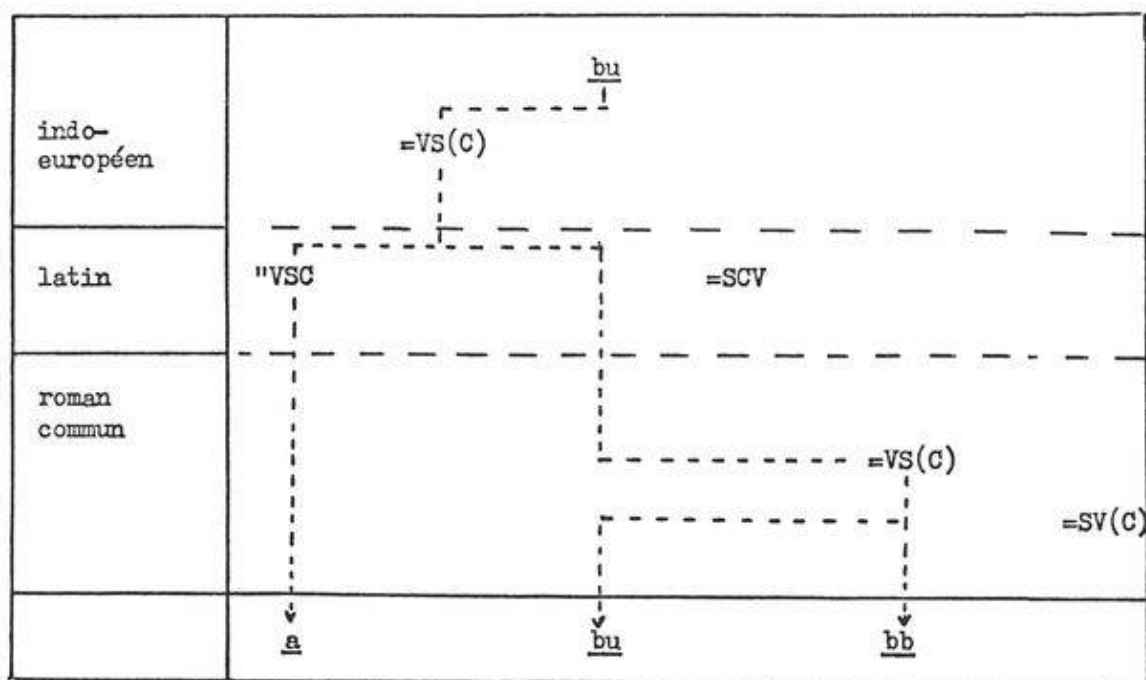 bu
indo-
européen
=VS(C)
latin
"VSC
=SCV
roman
commun
=VS(C)
=SV(C)
a
bu
bb